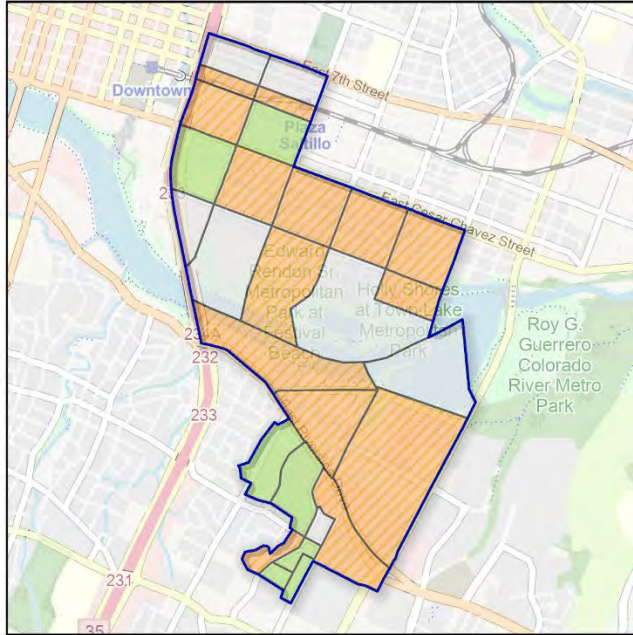 East 7th Street
Downtown
Plaza
Saltillo
East Cesar Chavez Street
Edward
Rendon Sr.
Metropolitan
Park at
Festival
Beach
Holly Shores
at Town Lake
Metropolitan
Park
234A
232
Roy G.
Guerrero
Colorado
River Metro
Park
233
231
35